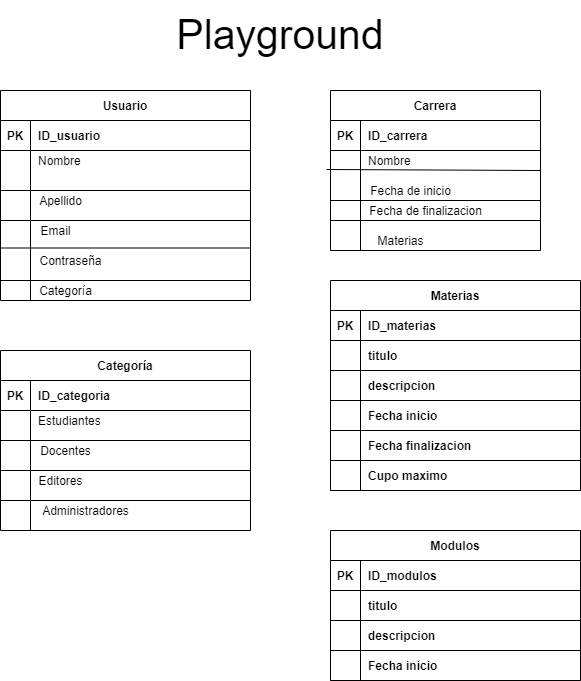 Playground
Usuario
PK ID_usuario
Nombre
Apellido
Email
Contraseña
Categoría
Categoría
PK ID_categoria
Estudiantes
Docentes
Editores
Administradores
Carrera
PK ID_carrera
Nombre
Fecha de inicio
Fecha de finalizacion
Materias
Materias
PK ID_materias
titulo
descripcion
Fecha inicio
Fecha finalizacion
Cupo maximo
Modulos
PK ID_modulos
titulo
descripcion
Fecha inicio